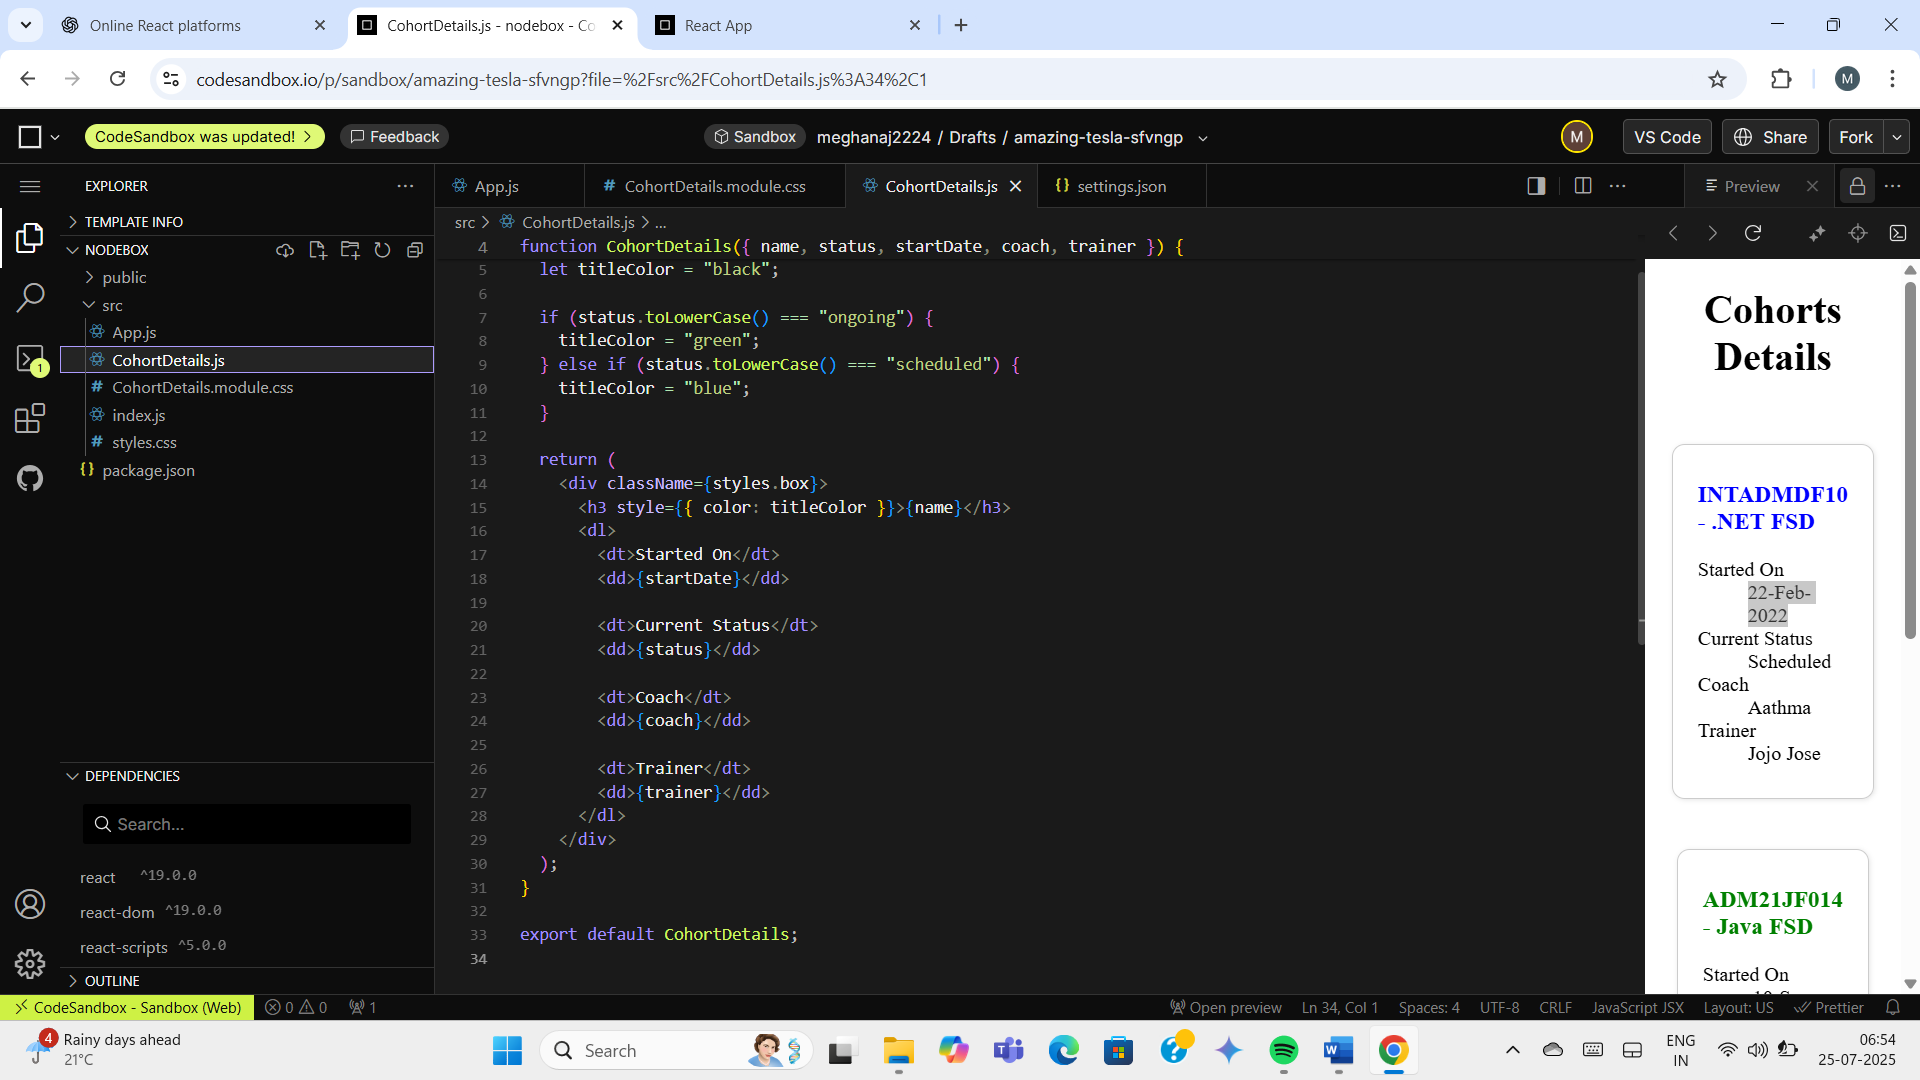 Online React platforms
CohortDetails.js - nodebox - Co
React App
codesandbox.io/p/sandbox/amazing-tesla-sfvngp?file=%2Fsrc%2FCohortDetails.js%3A34%2C1
M
CodeSandbox was updated!
Feedback
Sandbox
meghanaj2224 / Drafts / amazing-tesla-sfvngp
M
VS Code
Share
Fork
EXPLORER
TEMPLATE INFO
NODEBOX
public
src
App.js
CohortDetails.js
CohortDetails.module.css
index.js
styles.css
package.json
1
DEPENDENCIES
Search...
react ^19.0.0
react-dom ^19.0.0
react-scripts ^5.0.0
OUTLINE
App.js
CohortDetails.module.css
CohortDetails.js
settings.json
src > CohortDetails.js > ...
4 function CohortDetails({ name, status, startDate, coach, trainer }) {
5 let titleColor = "black";
6
7 if (status.toLowerCase() === "ongoing") {
8 titleColor = "green";
9 } else if (status.toLowerCase() === "scheduled") {
10 titleColor = "blue";
11 }
12
13 return (
14 <div className={styles.box}>
15 <h3 style={{ color: titleColor }}>{name}</h3>
16 <dl>
17 <dt>Started On</dt>
18 <dd>{startDate}</dd>
19
20 <dt>Current Status</dt>
21 <dd>{status}</dd>
22
23 <dt>Coach</dt>
24 <dd>{coach}</dd>
25
26 <dt>Trainer</dt>
27 <dd>{trainer}</dd>
28 </dl>
29 </div>
30 );
31 }
32
33 export default CohortDetails;
34
Preview
Cohorts
Details
INTADMDF10
- .NET FSD
Started On
22-Feb-
2022
Current Status
Scheduled
Coach
Aathma
Trainer
Jojo Jose
ADM21JF014
- Java FSD
Started On
CodeSandbox - Sandbox (Web)
0
0
1
Open preview
Ln 34, Col 1
Spaces: 4
UTF-8
CRLF
JavaScript JSX
Layout: US
Prettier
4
Rainy days ahead
21°C
Search
ENG
IN
06:54
25-07-2025